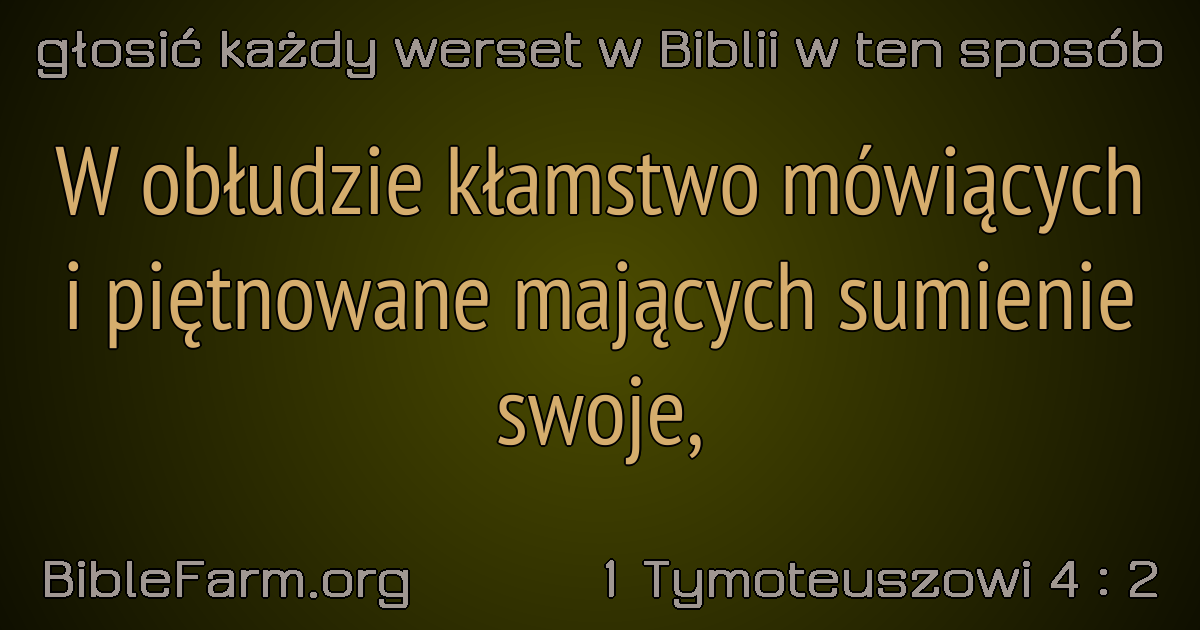 głosić każdy werset w Biblii w ten sposób
W obłudzie kłamstwo mówiących
i piętnowane mających sumienie
swoje,
BibleFarm.org
1 Tymoteuszowi 4 : 2